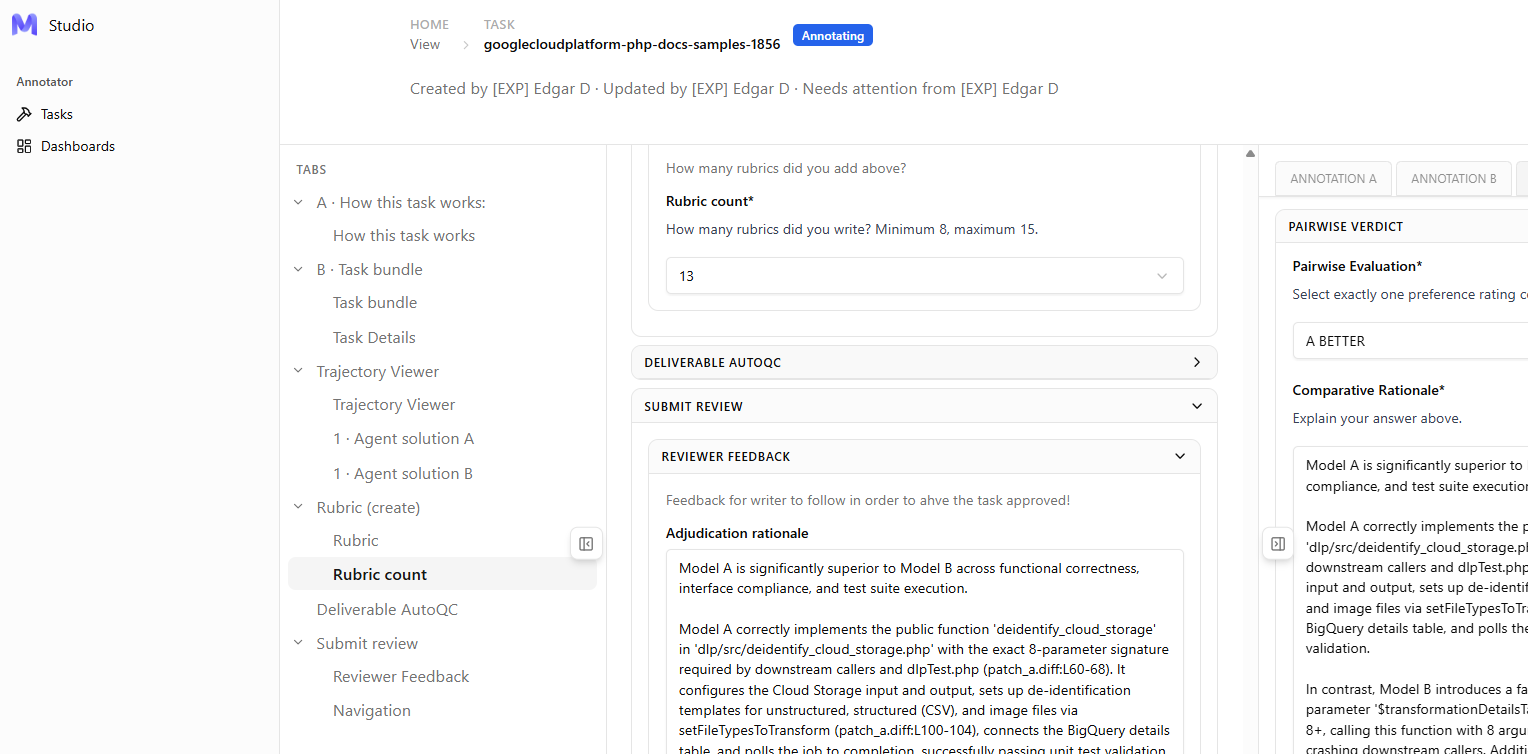 Studio
Annotator
Tasks
Dashboards
HOME
View
TASK
googlecloudplatform-php-docs-samples-1856
Annotating
Created by [EXP] Edgar D · Updated by [EXP] Edgar D · Needs attention from [EXP] Edgar D
TABS
A · How this task works:
How this task works
B · Task bundle
Task bundle
Task Details
Trajectory Viewer
Trajectory Viewer
1 · Agent solution A
1 · Agent solution B
Rubric (create)
Rubric
Rubric count
Deliverable AutoQC
Submit review
Reviewer Feedback
Navigation
How many rubrics did you add above?
Rubric count*
How many rubrics did you write? Minimum 8, maximum 15.
13
DELIVERABLE AUTOQC
SUBMIT REVIEW
REVIEWER FEEDBACK
Feedback for writer to follow in order to ahve the task approved!
Adjudication rationale
Model A is significantly superior to Model B across functional correctness,
interface compliance, and test suite execution.
Model A correctly implements the public function 'deidentify_cloud_storage'
in 'dlp/src/deidentify_cloud_storage.php' with the exact 8-parameter signature
required by downstream callers and dlpTest.php (patch_a.diff:L60-68). It
configures the Cloud Storage input and output, sets up de-identification
templates for unstructured, structured (CSV), and image files via
setFileTypesToTransform (patch_a.diff:L100-104), connects the BigQuery details
table, and polls the job to completion, successfully passing unit test validation.
ANNOTATION A
ANNOTATION B
PAIRWISE VERDICT
Pairwise Evaluation*
Select exactly one preference rating
A BETTER
Comparative Rationale*
Explain your answer above.
Model A is significantly superior to
compliance, and test suite execution
Model A correctly implements the
'dlp/src/deidentify_cloud_storage.ph
downstream callers and dlpTest.php
input and output, sets up de-identif
and image files via setFileTypesToTra
BigQuery details table, and polls the
validation.
In contrast, Model B introduces a fa
parameter '$transformationDetailsTa
8+, calling this function with 8 argu
crashing downstream callers. Additi